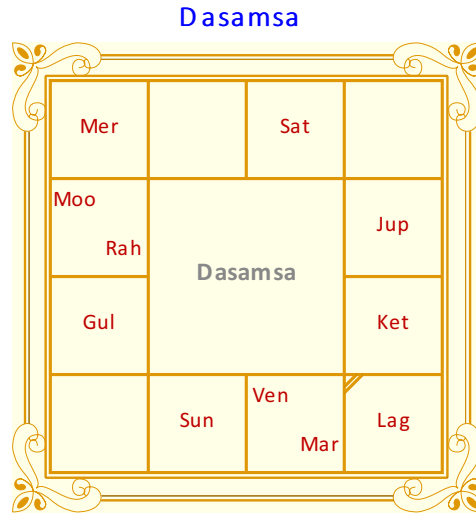 Dasamsa
Mer
Sat
Moo
Rah
Jup
Dasamsa
Gul
Ket
Sun
Ven
Mar
Lag